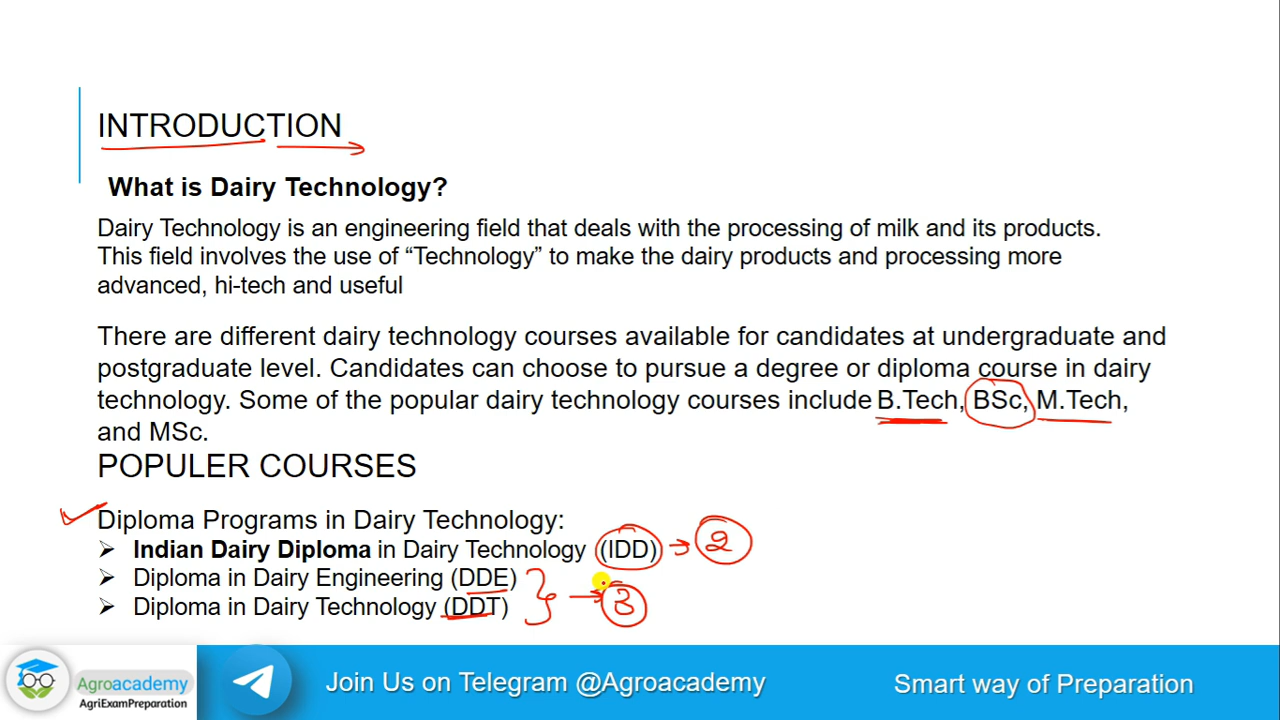 INTRODUCTION
What is Dairy Technology?
Dairy Technology is an engineering field that deals with the processing of milk and its products.
This field involves the use of “Technology” to make the dairy products and processing more
advanced, hi-tech and useful
There are different dairy technology courses available for candidates at undergraduate and
postgraduate level. Candidates can choose to pursue a degree or diploma course in dairy
technology. Some of the popular dairy technology courses include B.Tech, BSc, M.Tech,
and MSc.
POPULER COURSES
Diploma Programs in Dairy Technology:
➢ Indian Dairy Diploma in Dairy Technology (IDD) → 2
➢ Diploma in Dairy Engineering (DDE)
➢ Diploma in Dairy Technology (DDT) } → 3
Agroacademy
AgriExamPreparation
Join Us on Telegram @Agroacademy
Smart way of Preparation